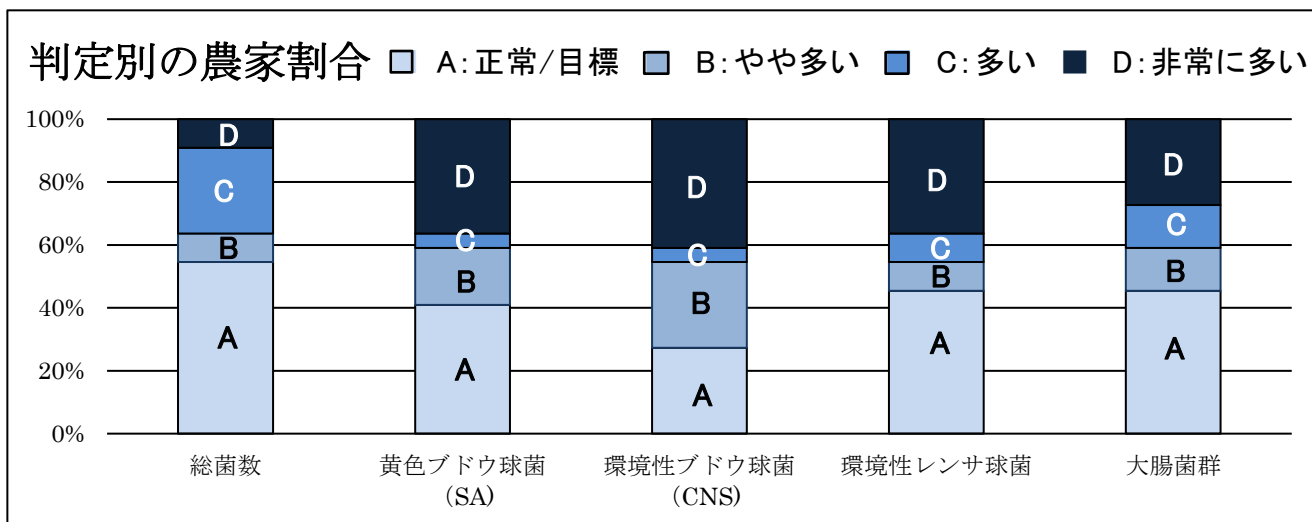 判定別の農家割合 A:正常/目標 B:やや多い C:多い D:非常に多い
100%
80%
60%
40%
20%
0%
D
C
B
A
D
C
B
A
D
C
B
A
D
C
B
A
D
C
B
A
総菌数 黄色ブドウ球菌 環境性ブドウ球菌 環境性レンサ球菌 大腸菌群
(SA) (CNS)